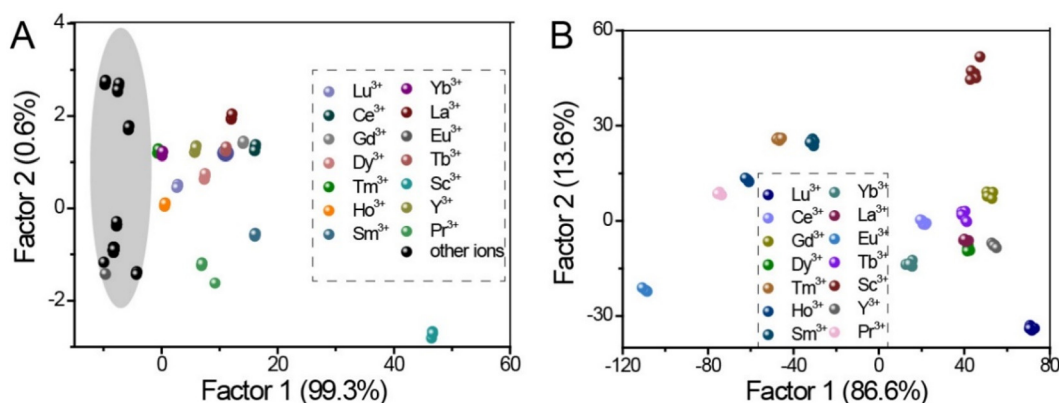 A
Factor 2 (0.6%)
4
2
0
-2
0
20
40
60
Factor 1 (99.3%)
Lu³⁺
Ce³⁺
Gd³⁺
Dy³⁺
Tm³⁺
Ho³⁺
Sm³⁺
Yb³⁺
La³⁺
Eu³⁺
Tb³⁺
Sc³⁺
Y³⁺
Pr³⁺
other ions
B
Factor 2 (13.6%)
60
30
0
-30
-120
-80
-40
0
40
80
Factor 1 (86.6%)
Lu³⁺
Ce³⁺
Gd³⁺
Dy³⁺
Tm³⁺
Ho³⁺
Sm³⁺
Yb³⁺
La³⁺
Eu³⁺
Tb³⁺
Sc³⁺
Y³⁺
Pr³⁺